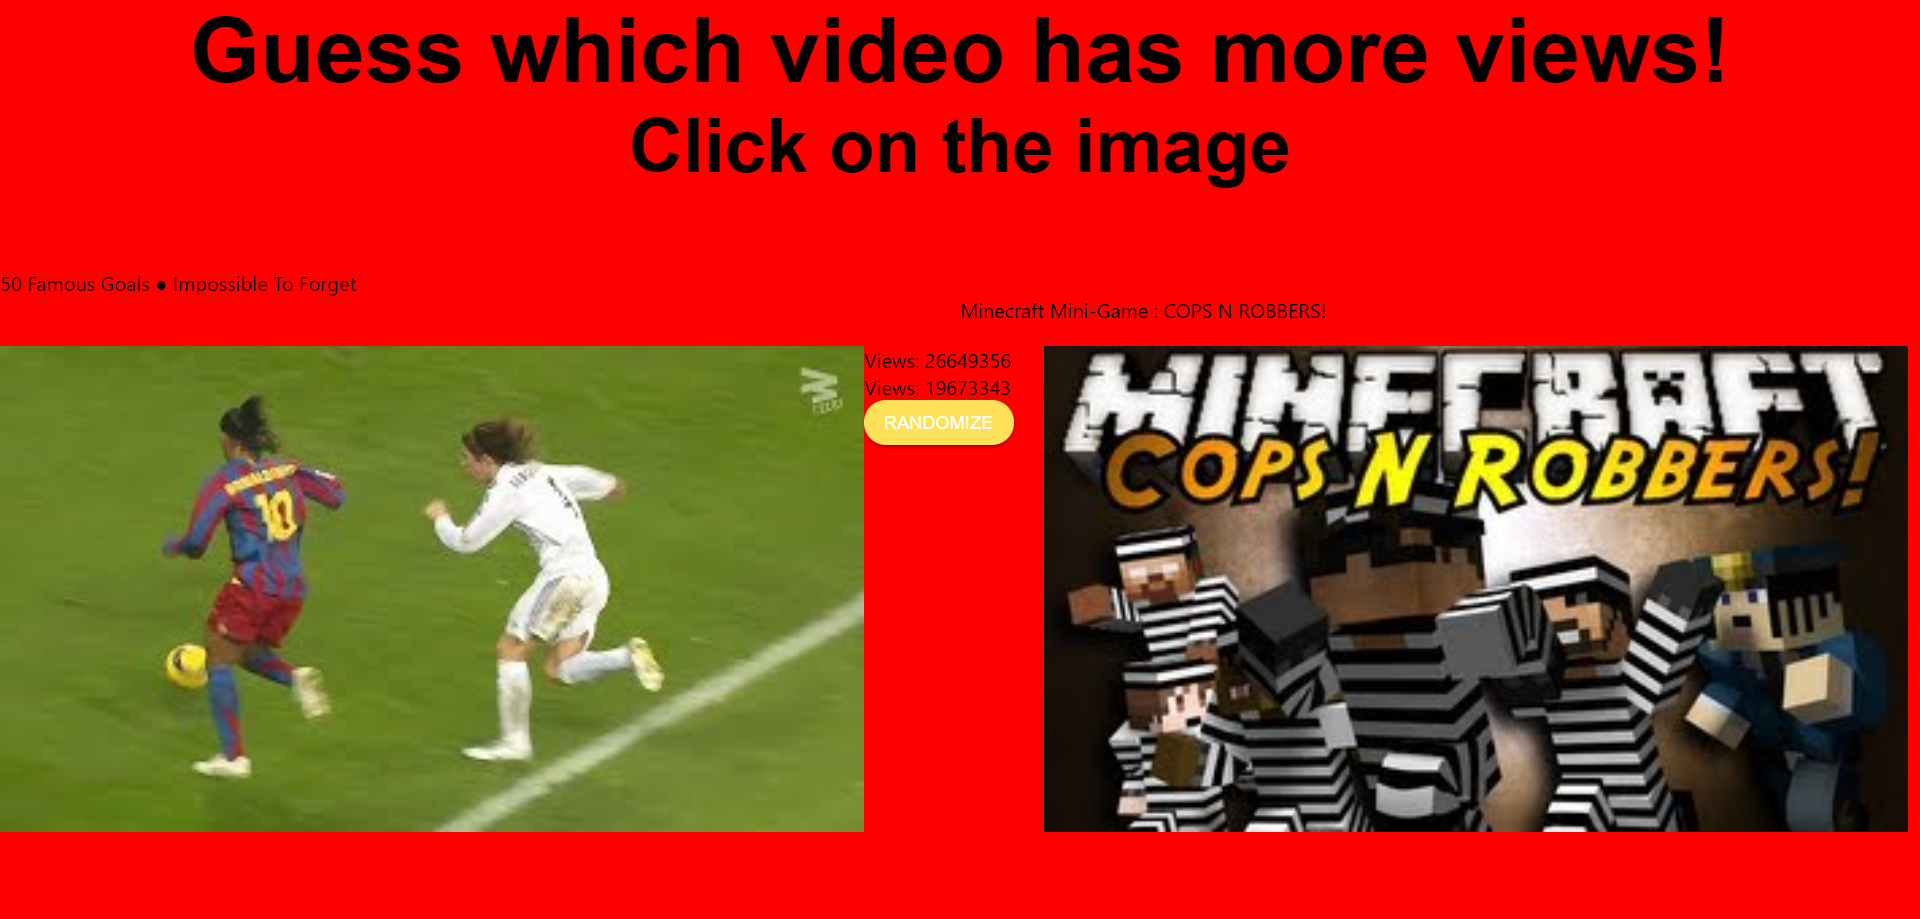 Guess which video has more views!
Click on the image
50 Famous Goals ● Impossible To Forget
Minecraft Mini-Game : COPS N ROBBERS!
Views: 26649356
Views: 19673343
RANDOMIZE
10
MINECRAFT
COPS N ROBBERS!